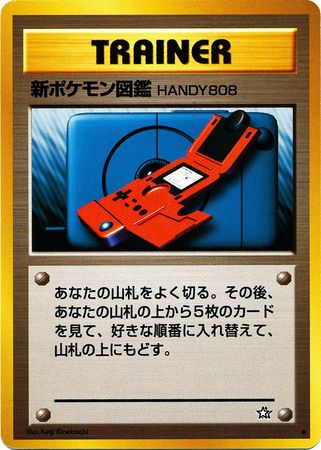 TRAINER
新ポケモン図鑑 HANDY808
あなたの山札をよく切る。その後、
あなたの山札の上から5枚のカード
を見て、好きな順番に入れ替えて、
山札の上にもどす。
Illus. Keiji Kinebuchi